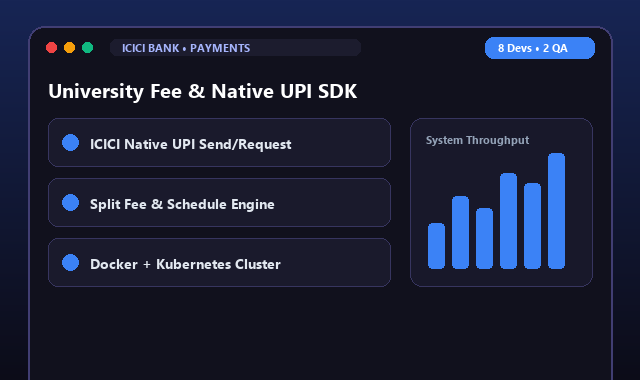 ICICI BANK • PAYMENTS
8 Devs • 2 QA
University Fee & Native UPI SDK
ICICI Native UPI Send/Request
Split Fee & Schedule Engine
Docker + Kubernetes Cluster
System Throughput